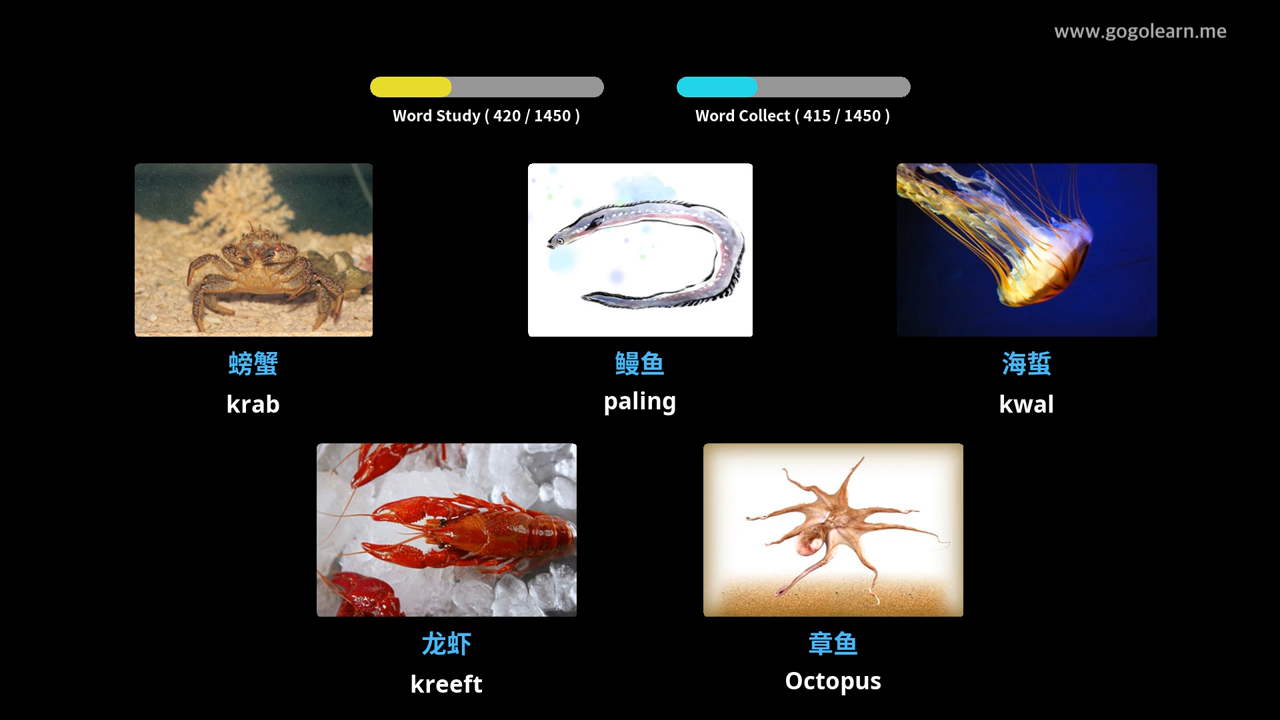 www.gogolearn.me
Word Study ( 420 / 1450 )
Word Collect ( 415 / 1450 )
螃蟹
鳗鱼
海蜇
krab
paling
kwal
龙虾
章鱼
kreeft
Octopus